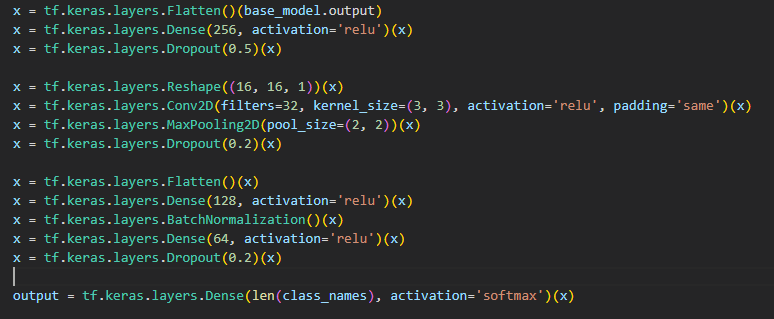 x = tf.keras.layers.Flatten()(base_model.output)
x = tf.keras.layers.Dense(256, activation='relu')(x)
x = tf.keras.layers.Dropout(0.5)(x)
x = tf.keras.layers.Reshape((16, 16, 1))(x)
x = tf.keras.layers.Conv2D(filters=32, kernel_size=(3, 3), activation='relu', padding='same')(x)
x = tf.keras.layers.MaxPooling2D(pool_size=(2, 2))(x)
x = tf.keras.layers.Dropout(0.2)(x)
x = tf.keras.layers.Flatten()(x)
x = tf.keras.layers.Dense(128, activation='relu')(x)
x = tf.keras.layers.BatchNormalization()(x)
x = tf.keras.layers.Dense(64, activation='relu')(x)
x = tf.keras.layers.Dropout(0.2)(x)
output = tf.keras.layers.Dense(len(class_names), activation='softmax')(x)